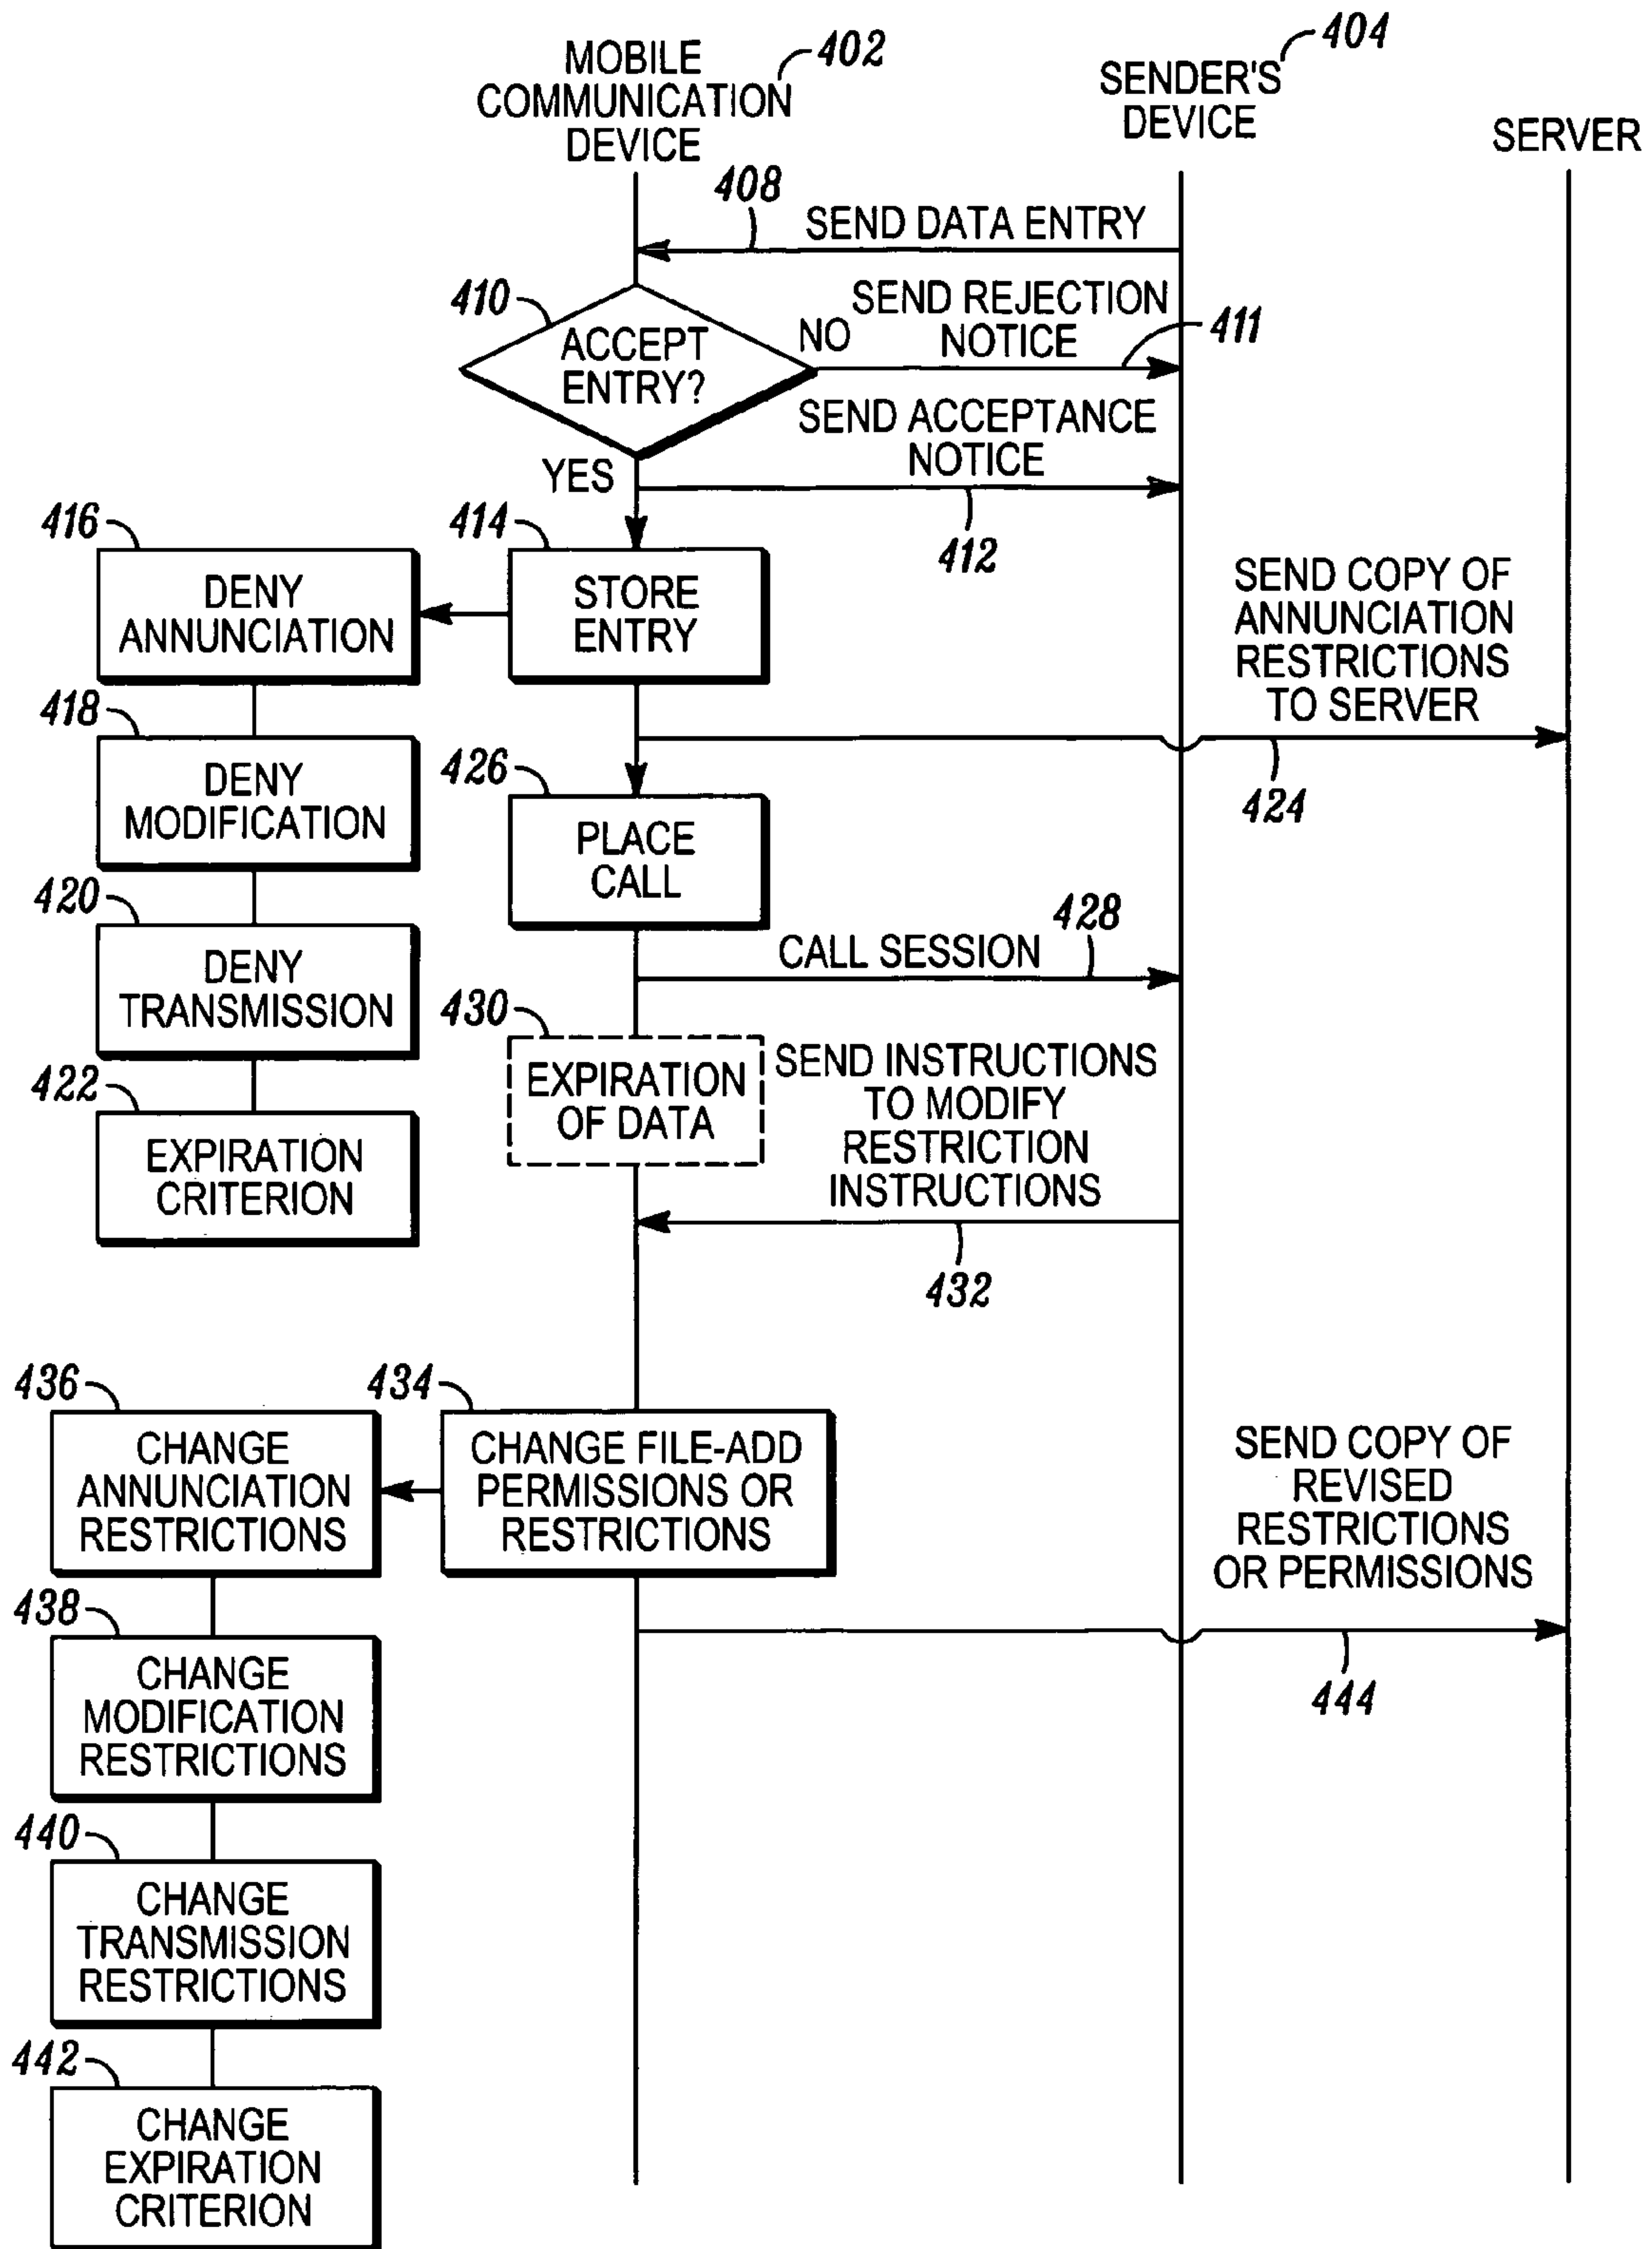 MOBILE
COMMUNICATION
DEVICE
402
SENDER'S
DEVICE
404
SERVER
408
SEND DATA ENTRY
410
ACCEPT
ENTRY?
NO
SEND REJECTION
NOTICE
411
SEND ACCEPTANCE
NOTICE
YES
412
416
DENY
ANNUNCIATION
414
STORE
ENTRY
SEND COPY OF
ANNUNCIATION
RESTRICTIONS
TO SERVER
424
418
DENY
MODIFICATION
426
PLACE
CALL
420
DENY
TRANSMISSION
CALL SESSION
428
430
EXPIRATION
OF DATA
422
EXPIRATION
CRITERION
SEND INSTRUCTIONS
TO MODIFY
RESTRICTION
INSTRUCTIONS
432
436
CHANGE
ANNUNCIATION
RESTRICTIONS
434
CHANGE FILE-ADD
PERMISSIONS OR
RESTRICTIONS
SEND COPY OF
REVISED
RESTRICTIONS
OR PERMISSIONS
444
438
CHANGE
MODIFICATION
RESTRICTIONS
440
CHANGE
TRANSMISSION
RESTRICTIONS
442
CHANGE
EXPIRATION
CRITERION